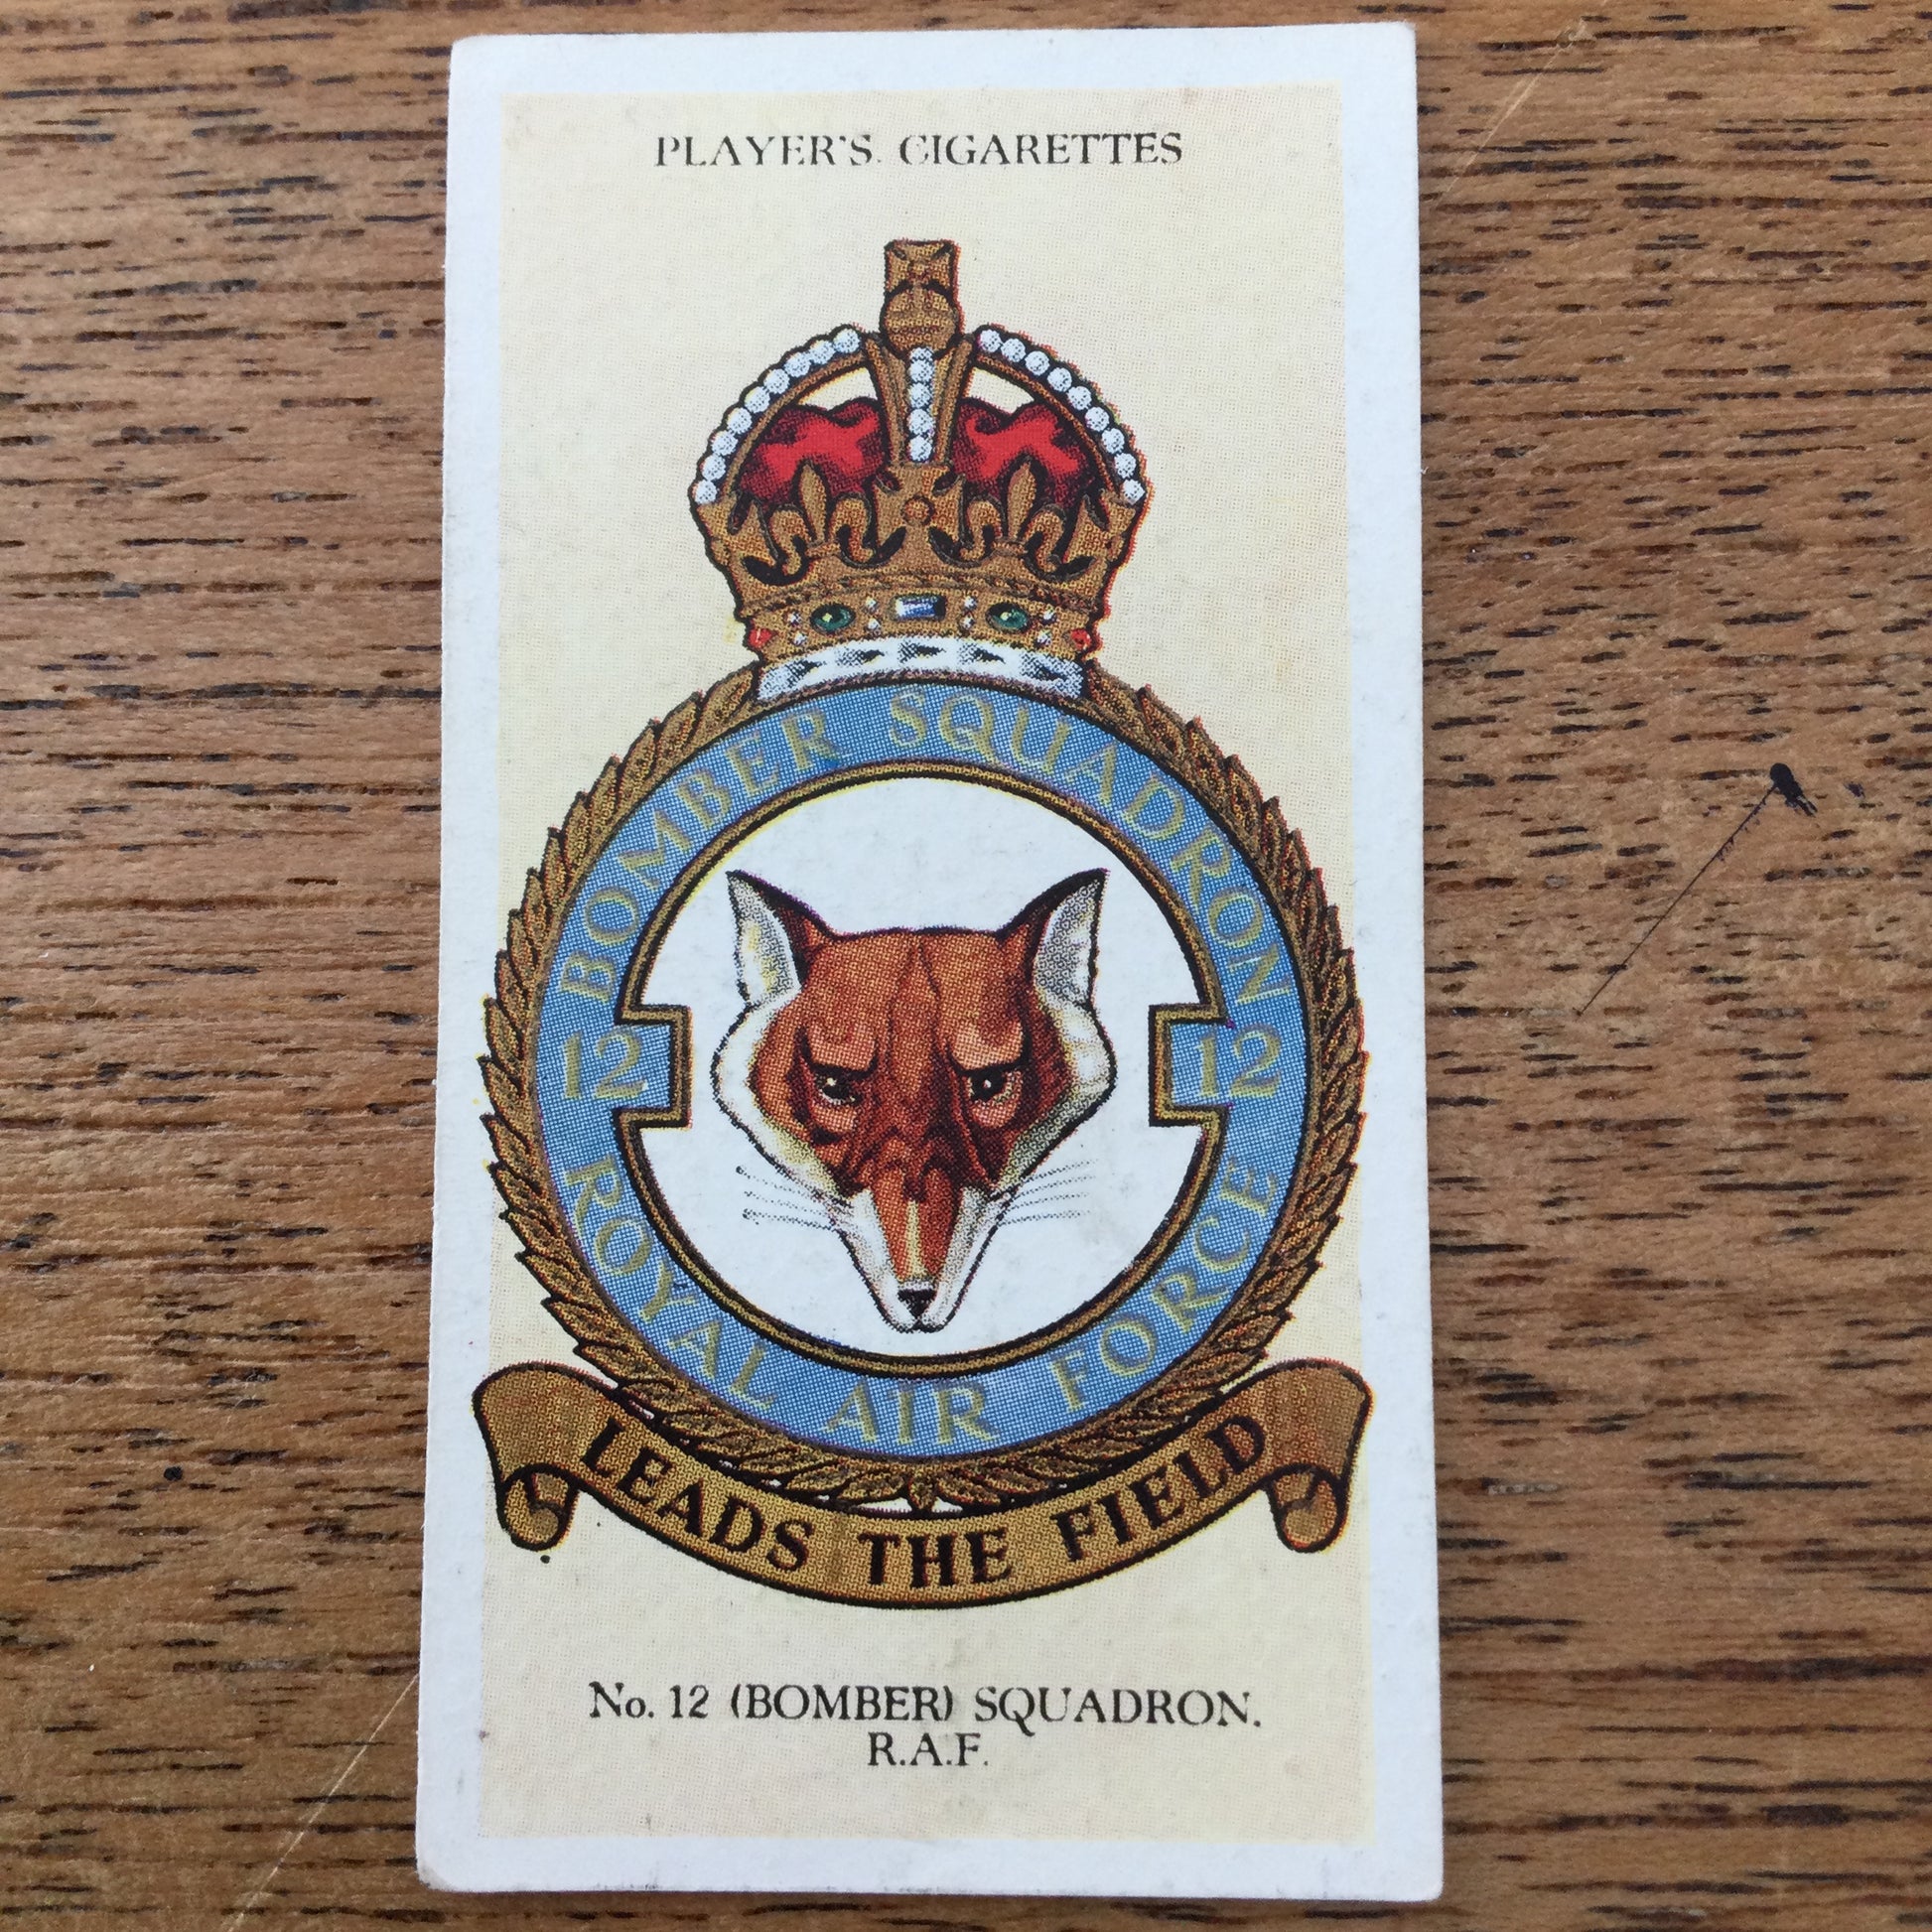 PLAYER'S CIGARETTES
BOMBER SQUADRON
12 12
ROYAL AIR FORCE
LEADS THE FIELD
No. 12 (BOMBER) SQUADRON.
R.A.F.